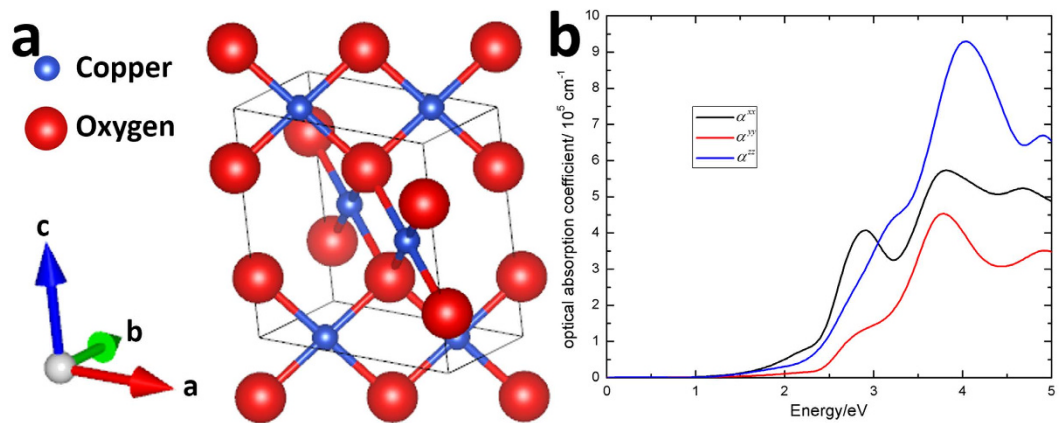 a
Copper
Oxygen
c
b
a
b
optical absorption coefficient/ 10⁵ cm⁻¹
10
9
8
7
6
5
4
3
2
1
0
αˣˣ
αʸʸ
αᶻᶻ
0 1 2 3 4 5
Energy/eV